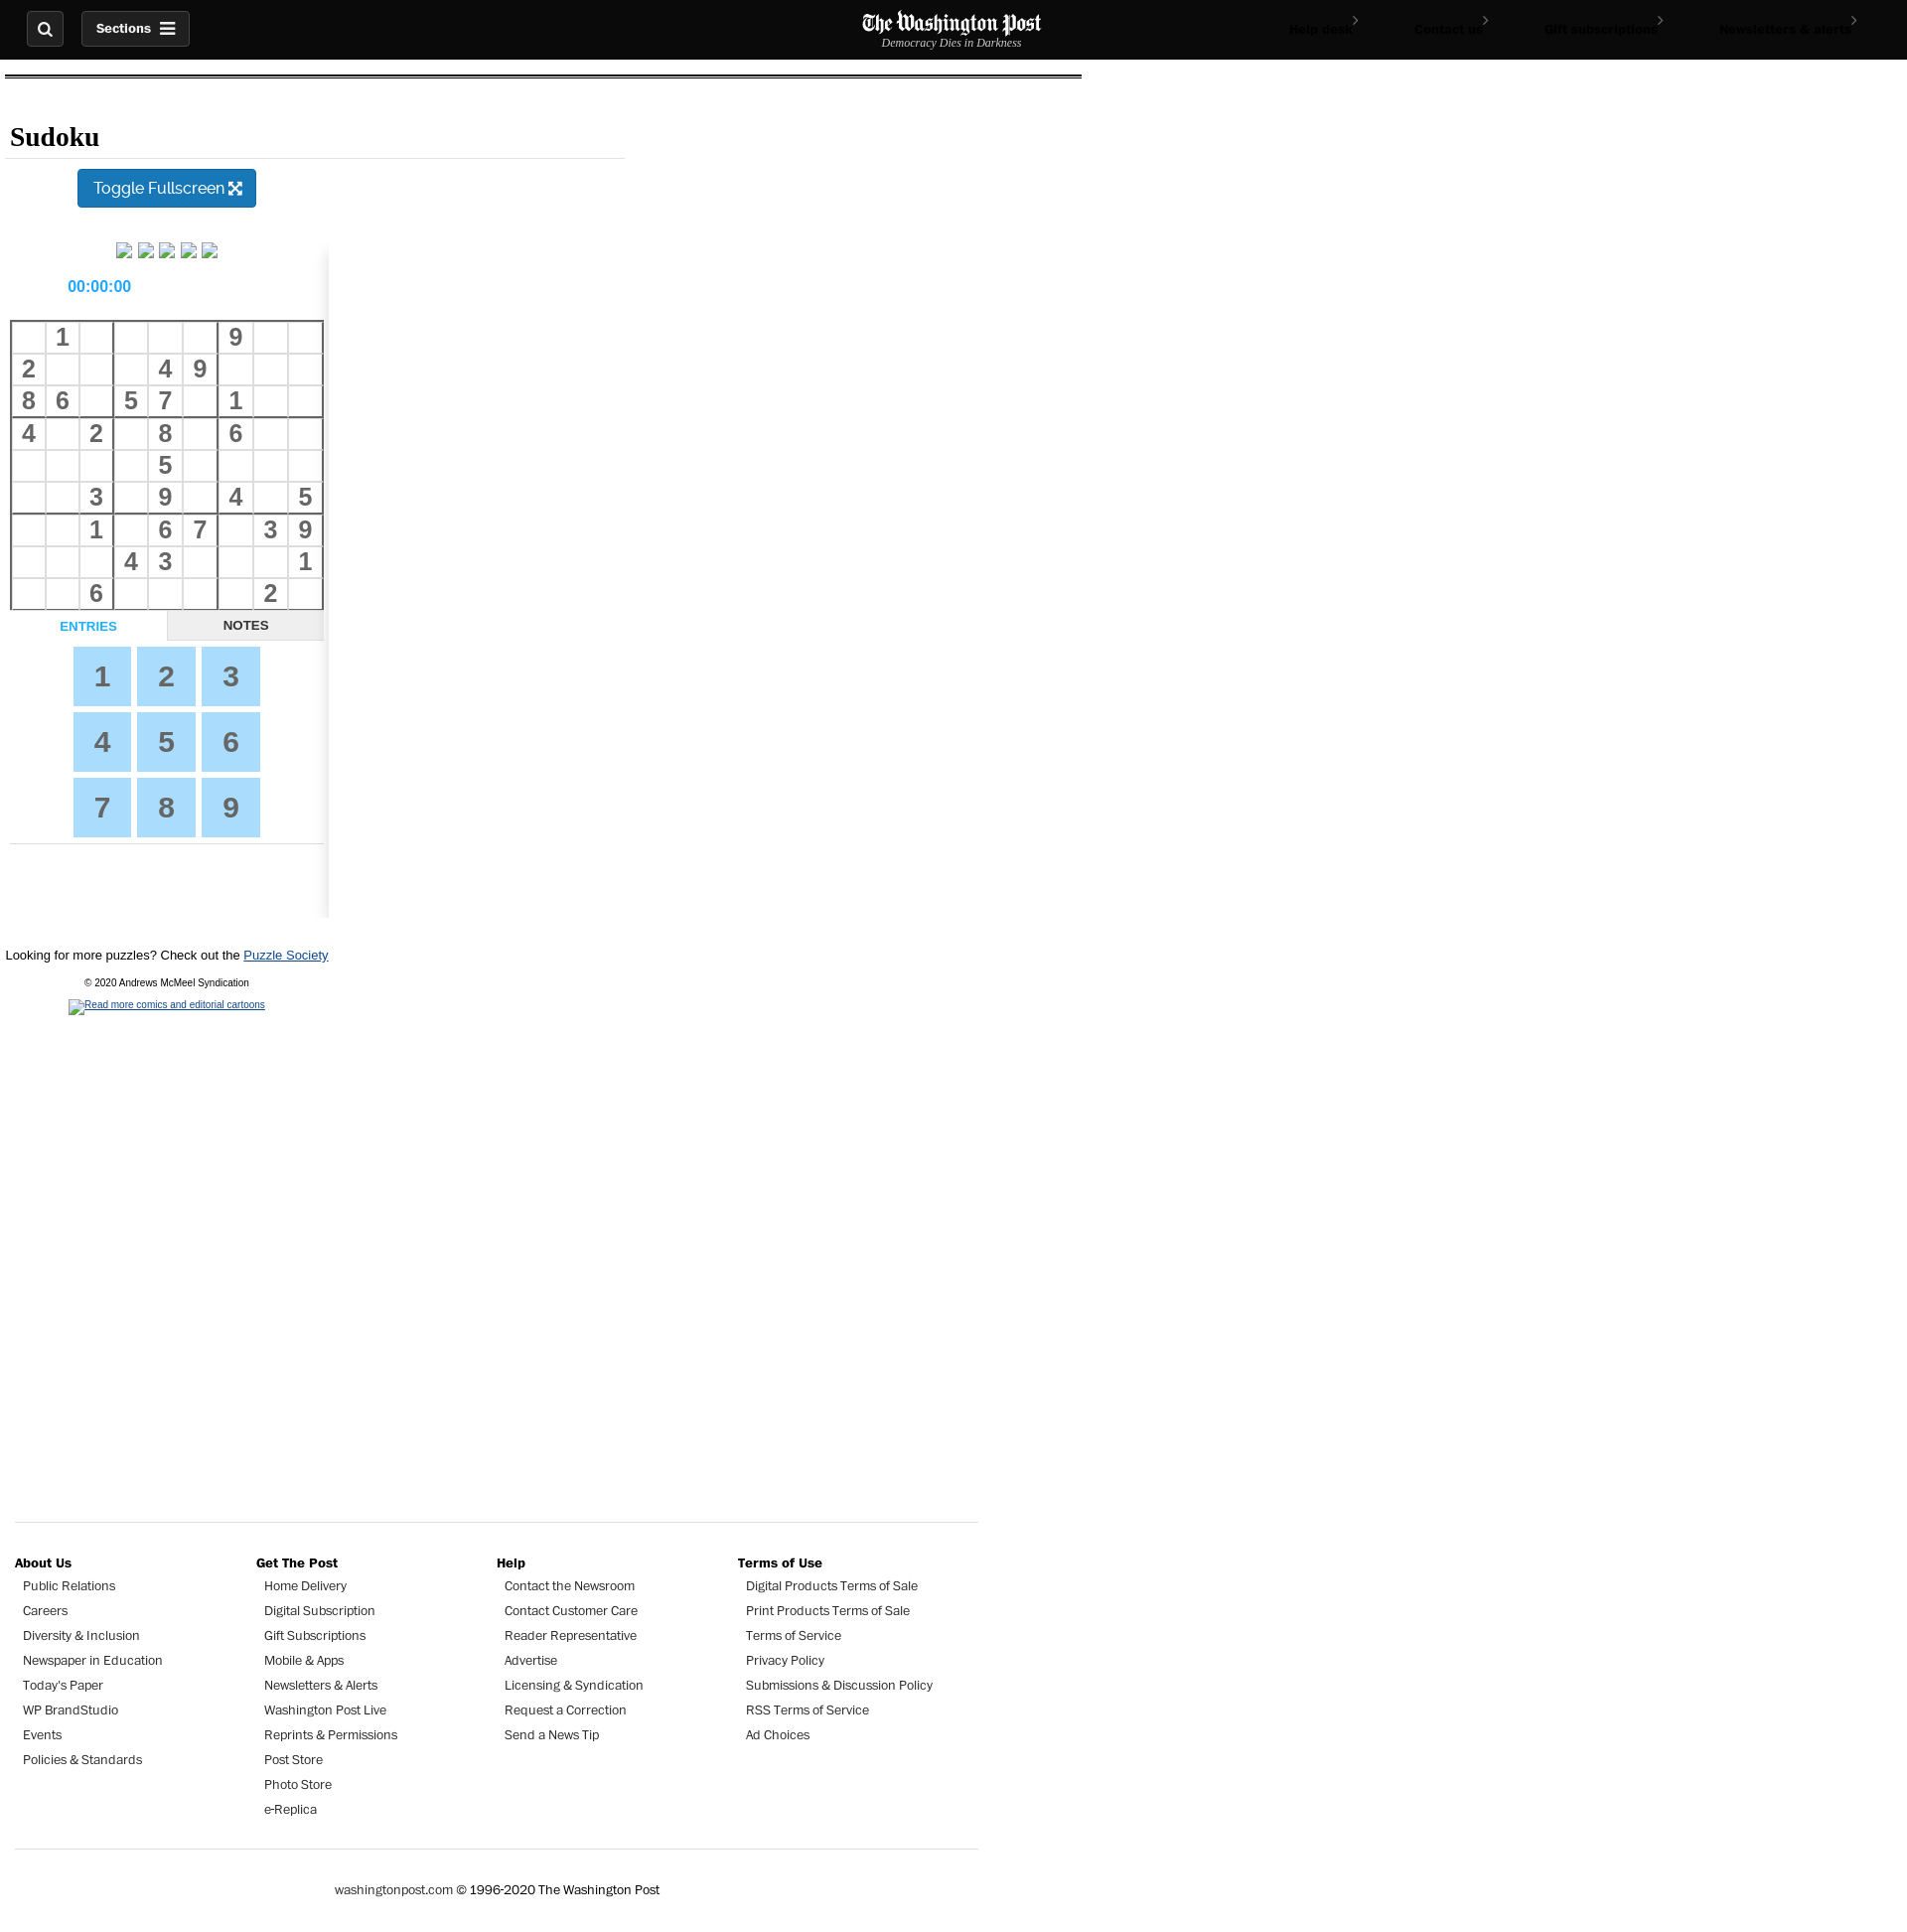 Sections
The Washington Post
Democracy Dies in Darkness
Help desk
Contact us
Gift subscriptions
Newsletters & alerts
Sudoku
Toggle Fullscreen
00:00:00
1 9
2 4 9
8 6 5 7 1
4 2 8 6
5
3 9 4 5
1 6 7 3 9
4 3 1
6 2
ENTRIES NOTES
1 2 3
4 5 6
7 8 9
Looking for more puzzles? Check out the Puzzle Society
© 2020 Andrews McMeel Syndication
Read more comics and editorial cartoons
About Us
Public Relations
Careers
Diversity & Inclusion
Newspaper in Education
Today's Paper
WP BrandStudio
Events
Policies & Standards
Get The Post
Home Delivery
Digital Subscription
Gift Subscriptions
Mobile & Apps
Newsletters & Alerts
Washington Post Live
Reprints & Permissions
Post Store
Photo Store
e-Replica
Help
Contact the Newsroom
Contact Customer Care
Reader Representative
Advertise
Licensing & Syndication
Request a Correction
Send a News Tip
Terms of Use
Digital Products Terms of Sale
Print Products Terms of Sale
Terms of Service
Privacy Policy
Submissions & Discussion Policy
RSS Terms of Service
Ad Choices
washingtonpost.com © 1996-2020 The Washington Post